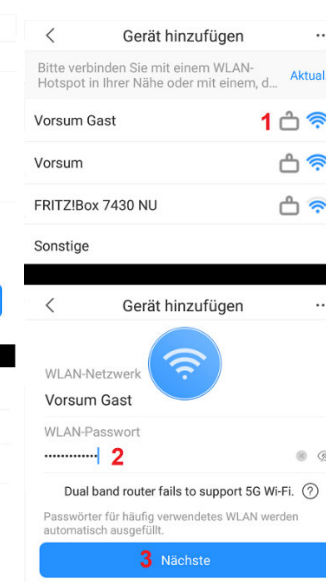 Gerät hinzufügen
Bitte verbinden Sie mit einem WLAN-
Hotspot in Ihrer Nähe oder mit einem, d...
Aktual
Vorsum Gast
1
Vorsum
FRITZ!Box 7430 NU
Sonstige
Gerät hinzufügen
WLAN-Netzwerk
Vorsum Gast
WLAN-Passwort
2
Dual band router fails to support 5G Wi-Fi. ?
Passwörter für häufig verwendetes WLAN werden
automatisch ausgefüllt.
3 Nächste